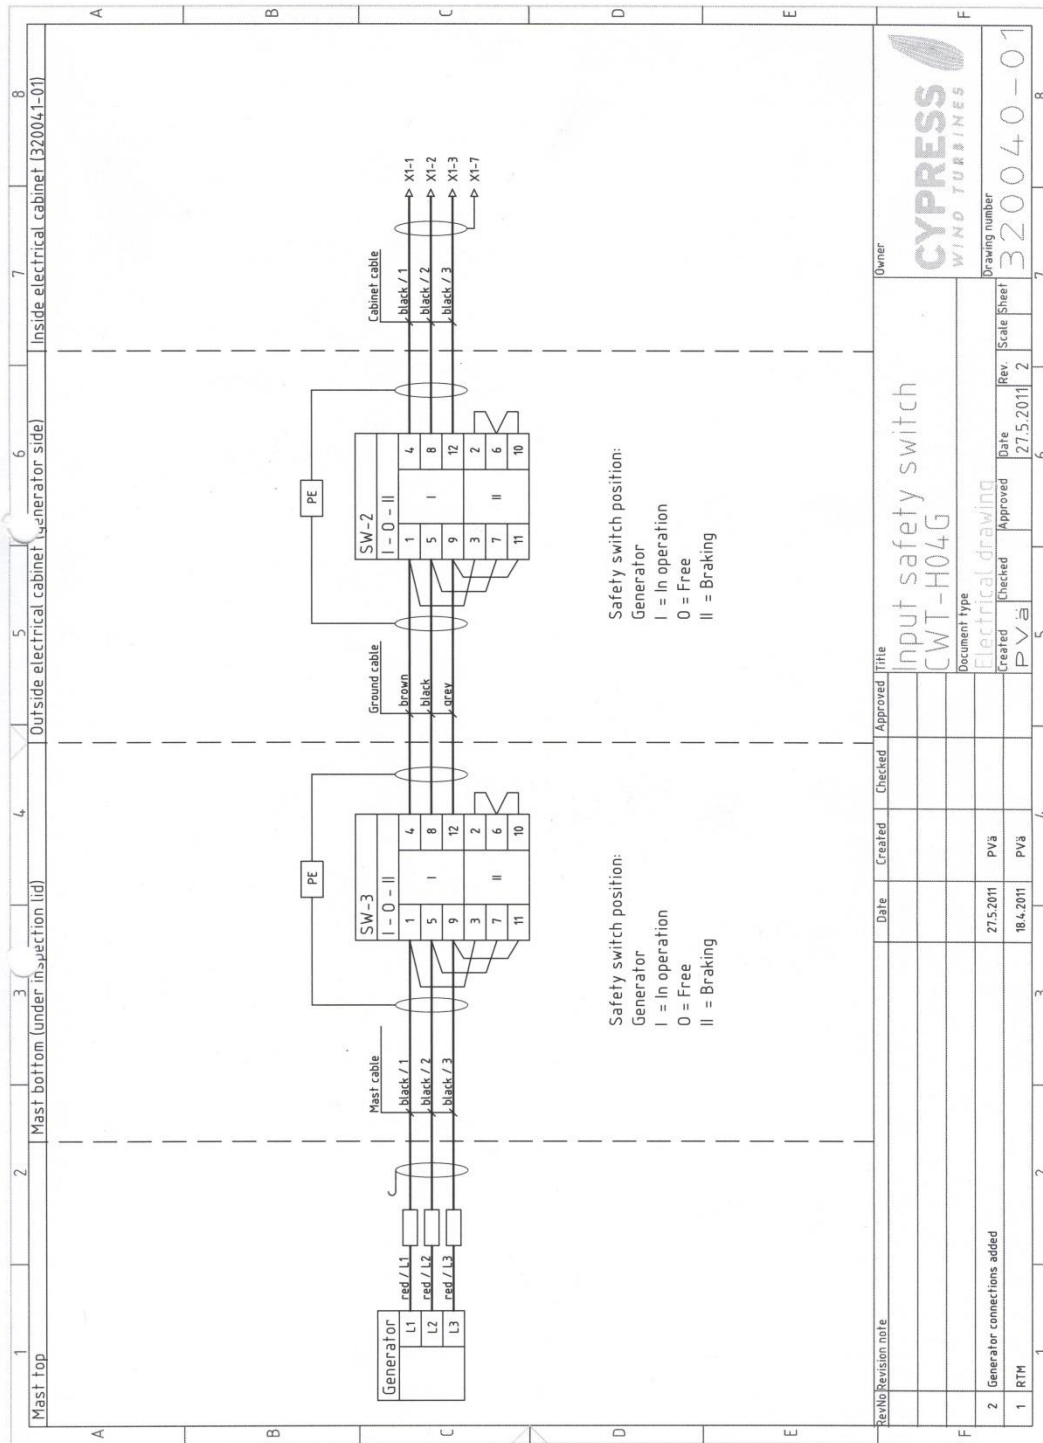 1 2 3 4 5 6 7 8
Mast top
Mast bottom (under inspection lid)
Outside electrical cabinet (generator side)
Inside electrical cabinet (320041-01)
A
B
C
D
E
F
A
B
C
D
E
F
Generator
L1
L2
L3
red / L1
red / L2
red / L3
Mast cable
black / 1
black / 2
black / 3
PE
SW-3
I - O - II
1 I 4
5 8
9 12
3 II 2
7 6
11 10
Ground cable
brown
black
grey
PE
SW-2
I - O - II
1 I 4
5 8
9 12
3 II 2
7 6
11 10
Cabinet cable
black / 1
black / 2
black / 3
X1-1
X1-2
X1-3
X1-7
Safety switch position:
Generator
I = In operation
O = Free
II = Braking
Safety switch position:
Generator
I = In operation
O = Free
II = Braking
RevNo Revision note Date Created Checked Approved
2 Generator connections added 27.5.2011 PVä
1 RTM 18.4.2011 PVä
Title
Input safety switch
CWT-H04G
Document type
Electrical drawing
Created Checked Approved Date Rev. Scale Sheet
PVä 27.5.2011 2
Owner
CYPRESS
WIND TURBINES
Drawing number
320040-01
1 2 3 4 5 6 7 8